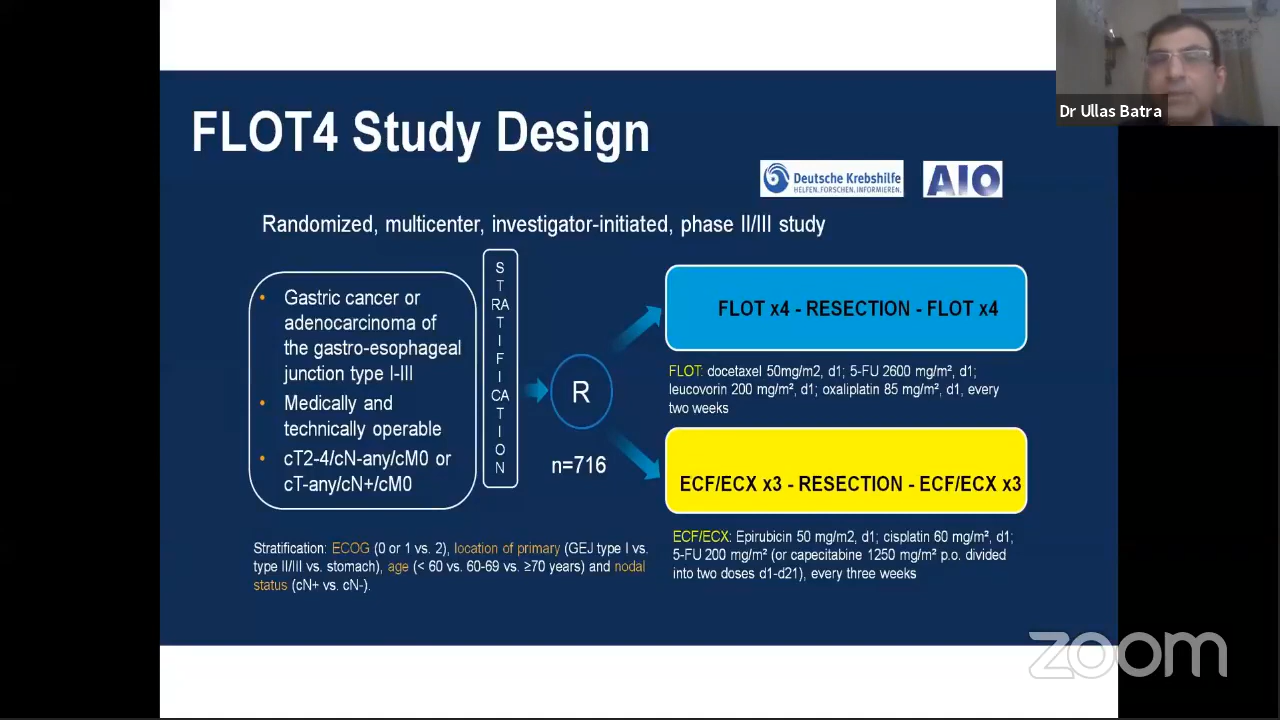 Dr Ullas Batra
FLOT4 Study Design
Deutsche Krebshilfe
HELFEN. FORSCHEN. INFORMIEREN.
AIO
Randomized, multicenter, investigator-initiated, phase II/III study
• Gastric cancer or
adenocarcinoma of
the gastro-esophageal
junction type I-III
• Medically and
technically operable
• cT2-4/cN-any/cM0 or
cT-any/cN+/cM0
S
T
RA
T
I
F
I
CA
T
I
O
N
R
n=716
FLOT x4 - RESECTION - FLOT x4
FLOT: docetaxel 50mg/m2, d1; 5-FU 2600 mg/m², d1;
leucovorin 200 mg/m², d1; oxaliplatin 85 mg/m², d1, every
two weeks
ECF/ECX x3 - RESECTION - ECF/ECX x3
ECF/ECX: Epirubicin 50 mg/m2, d1; cisplatin 60 mg/m², d1;
5-FU 200 mg/m² (or capecitabine 1250 mg/m² p.o. divided
into two doses d1-d21), every three weeks
Stratification: ECOG (0 or 1 vs. 2), location of primary (GEJ type I vs.
type II/III vs. stomach), age (< 60 vs. 60-69 vs. ≥70 years) and nodal
status (cN+ vs. cN-).
zoom